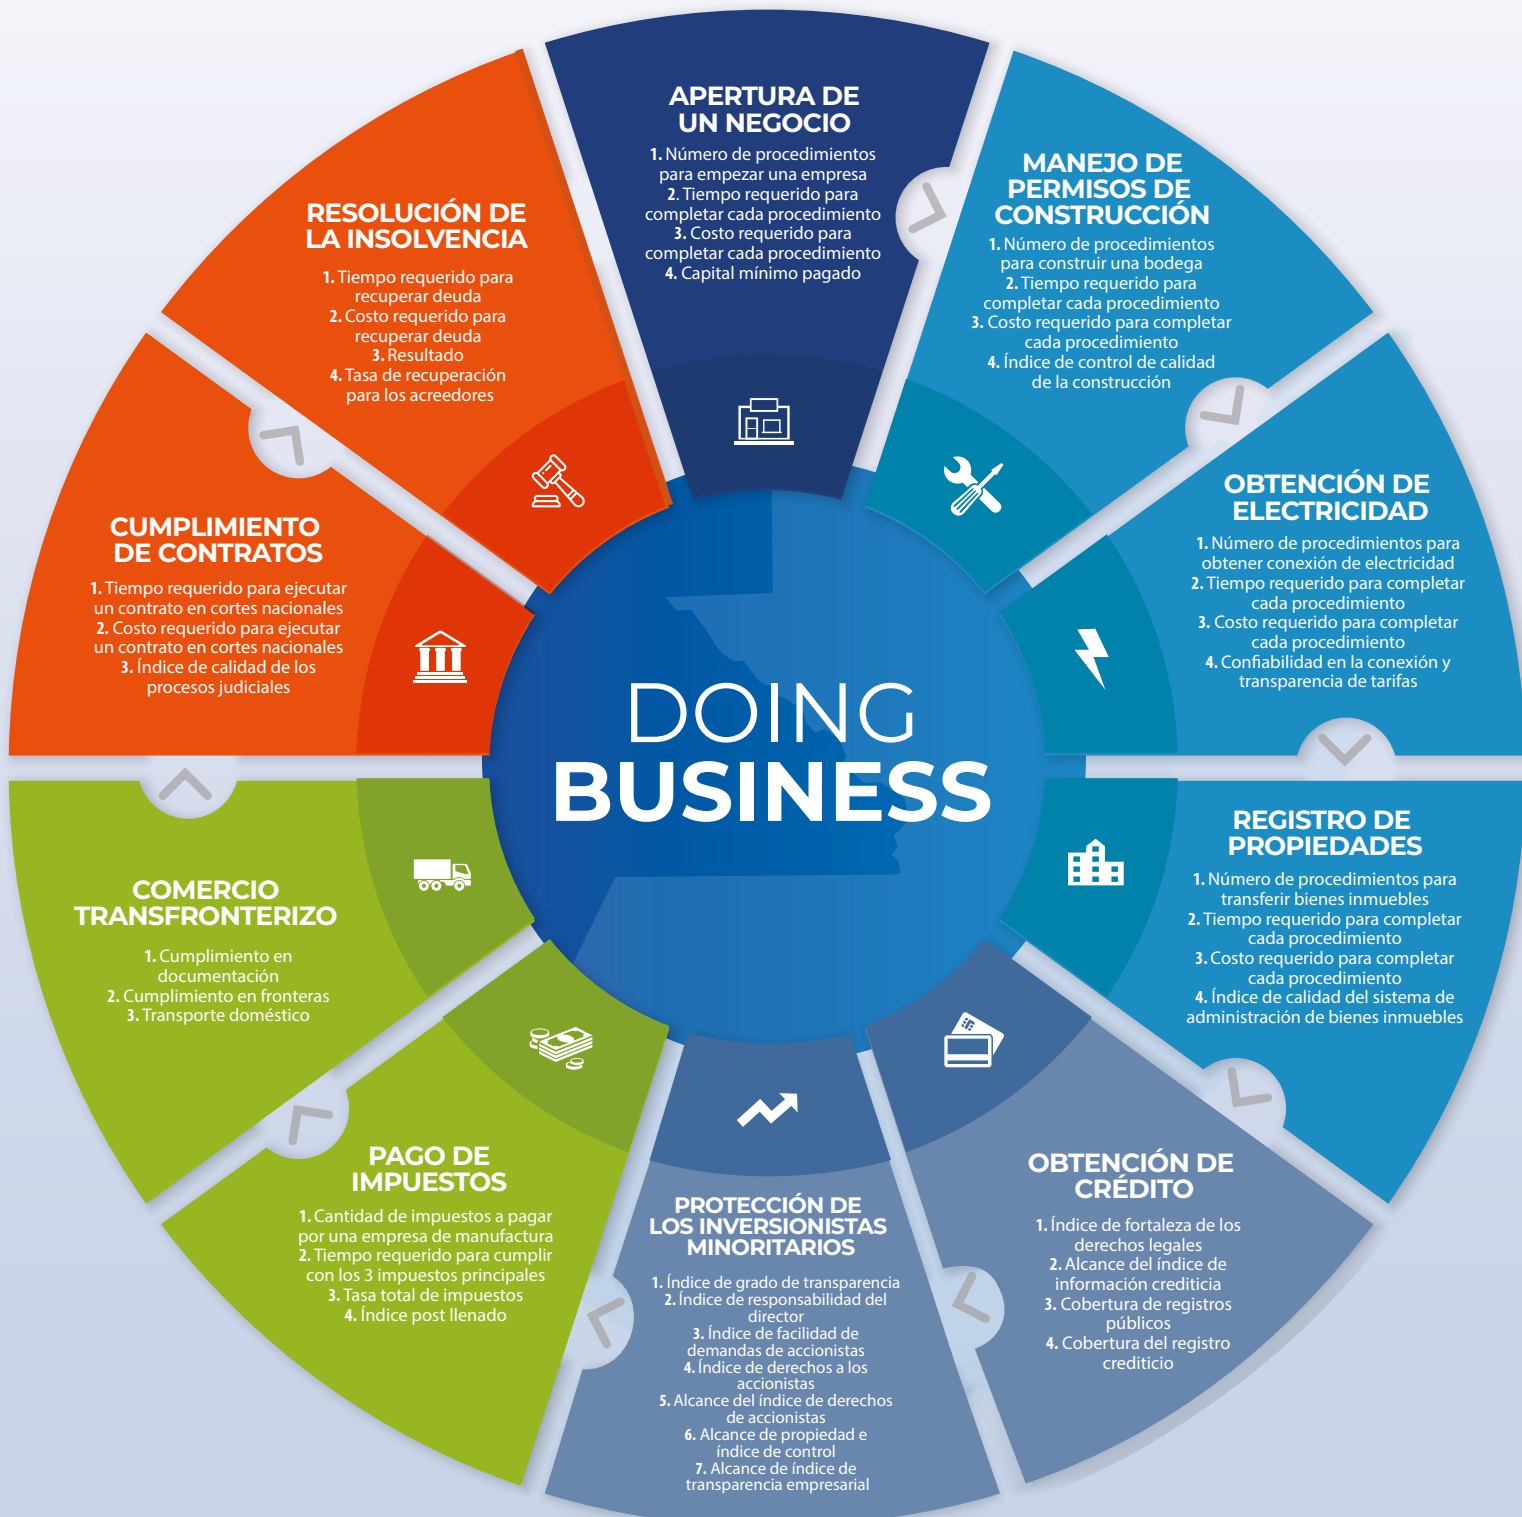 APERTURA DE
UN NEGOCIO
1. Número de procedimientos
para empezar una empresa
2. Tiempo requerido para
completar cada procedimiento
3. Costo requerido para
completar cada procedimiento
4. Capital mínimo pagado
MANEJO DE
PERMISOS DE
CONSTRUCCIÓN
1. Número de procedimientos
para construir una bodega
2. Tiempo requerido para
completar cada procedimiento
3. Costo requerido para completar
cada procedimiento
4. Índice de control de calidad
de la construcción
OBTENCIÓN DE
ELECTRICIDAD
1. Número de procedimientos para
obtener conexión de electricidad
2. Tiempo requerido para completar
cada procedimiento
3. Costo requerido para completar
cada procedimiento
4. Confiabilidad en la conexión y
transparencia de tarifas
REGISTRO DE
PROPIEDADES
1. Número de procedimientos para
transferir bienes inmuebles
2. Tiempo requerido para completar
cada procedimiento
3. Costo requerido para completar
cada procedimiento
4. Índice de calidad del sistema de
administración de bienes inmuebles
OBTENCIÓN DE
CRÉDITO
1. Índice de fortaleza de los
derechos legales
2. Alcance del índice de
información crediticia
3. Cobertura de registros
públicos
4. Cobertura del registro
crediticio
PROTECCIÓN DE
LOS INVERSIONISTAS
MINORITARIOS
1. Índice de grado de transparencia
2. Índice de responsabilidad del
director
3. Índice de facilidad de
demandas de accionistas
4. Índice de derechos a los
accionistas
5. Alcance del índice de derechos
de accionistas
6. Alcance de propiedad e
índice de control
7. Alcance de índice de
transparencia empresarial
PAGO DE
IMPUESTOS
1. Cantidad de impuestos a pagar
por una empresa de manufactura
2. Tiempo requerido para cumplir
con los 3 impuestos principales
3. Tasa total de impuestos
4. Índice post llenado
COMERCIO
TRANSFRONTERIZO
1. Cumplimiento en
documentación
2. Cumplimiento en fronteras
3. Transporte doméstico
CUMPLIMIENTO
DE CONTRATOS
1. Tiempo requerido para ejecutar
un contrato en cortes nacionales
2. Costo requerido para ejecutar
un contrato en cortes nacionales
3. Índice de calidad de los
procesos judiciales
RESOLUCIÓN DE
LA INSOLVENCIA
1. Tiempo requerido para
recuperar deuda
2. Costo requerido para
recuperar deuda
3. Resultado
4. Tasa de recuperación
para los acreedores
DOING
BUSINESS